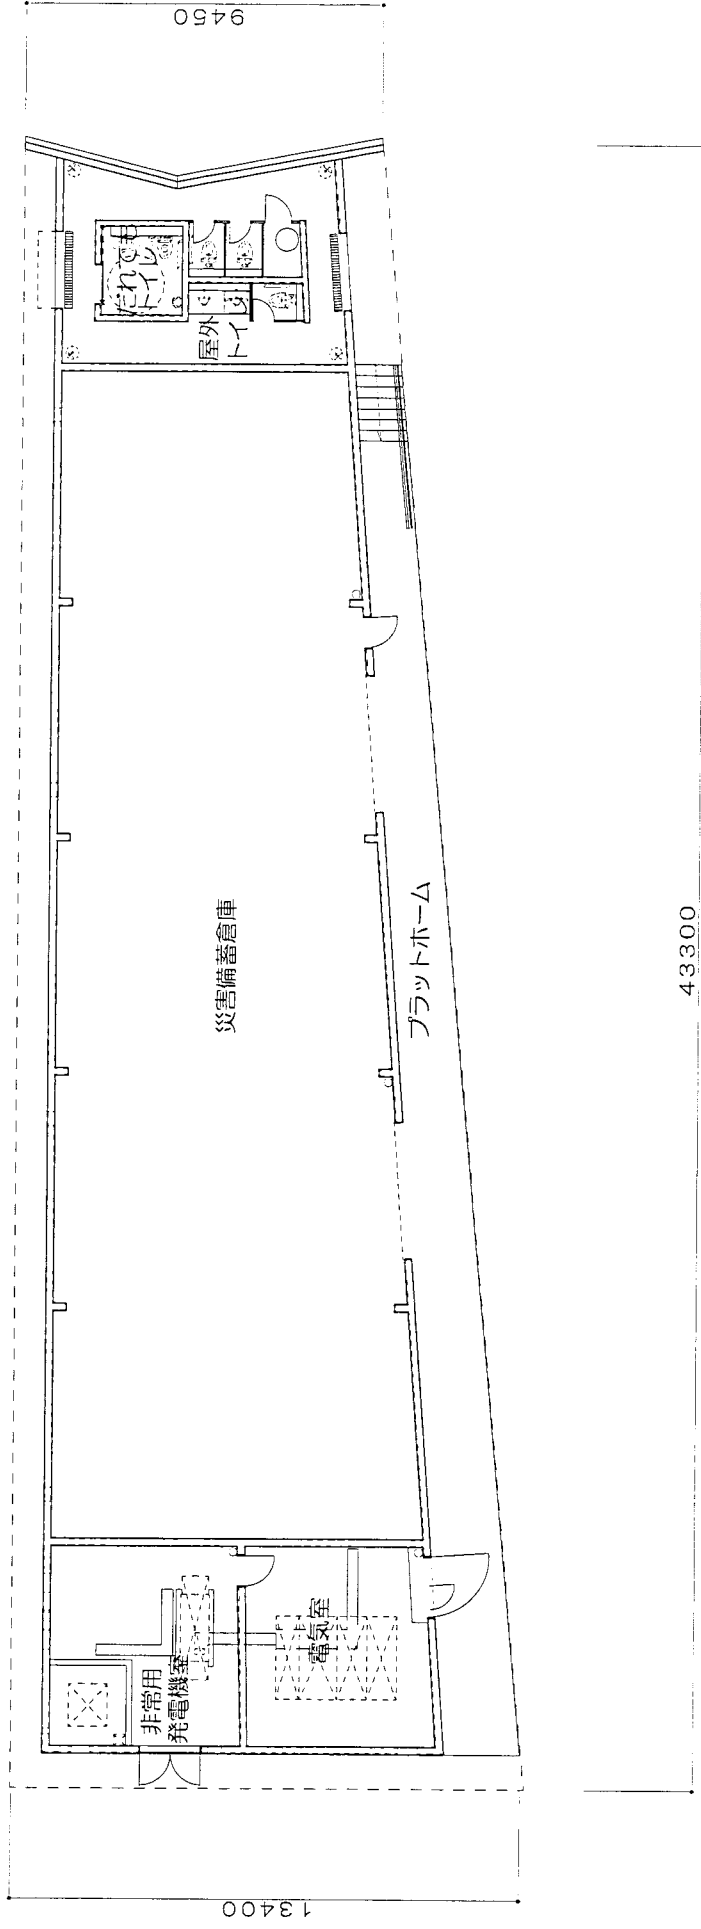 9450
だれでも
トイレ
屋外
トイレ
災害備蓄倉庫
プラットホーム
43300
電気室
非常用
発電機室
13400